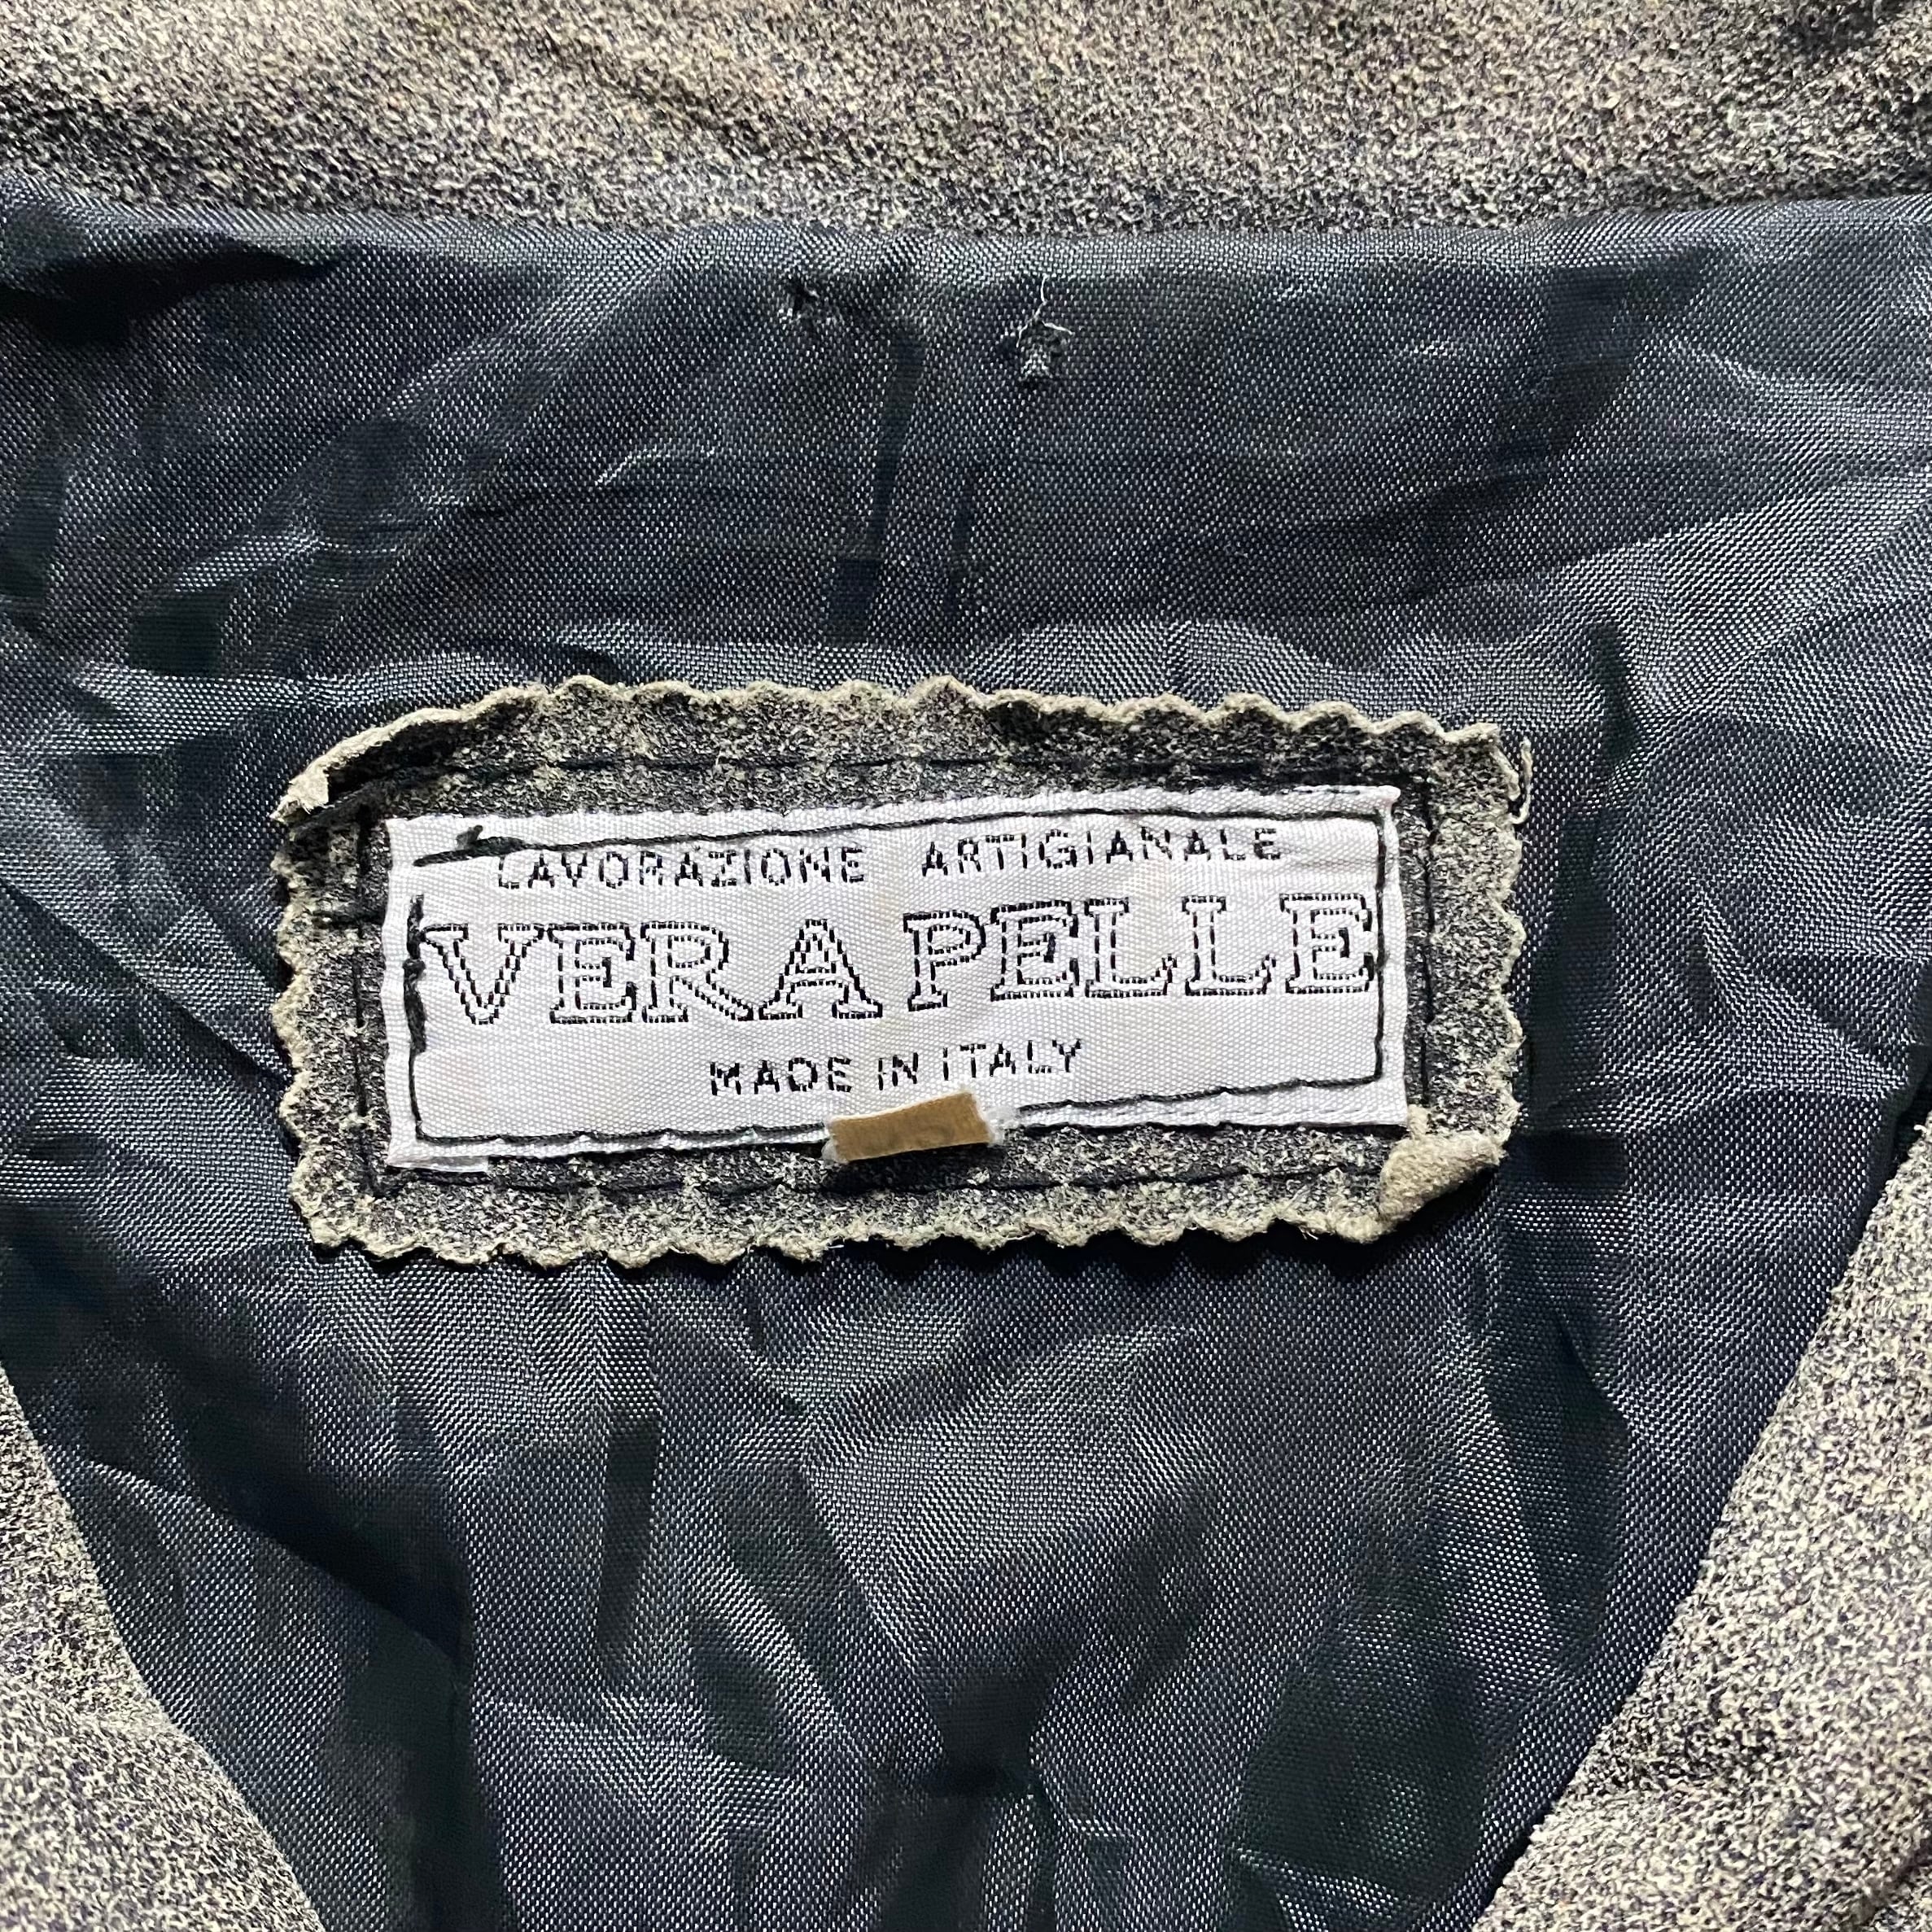 LAVORAZIONE ARTIGIANALE
VERA PELLE
MADE IN ITALY